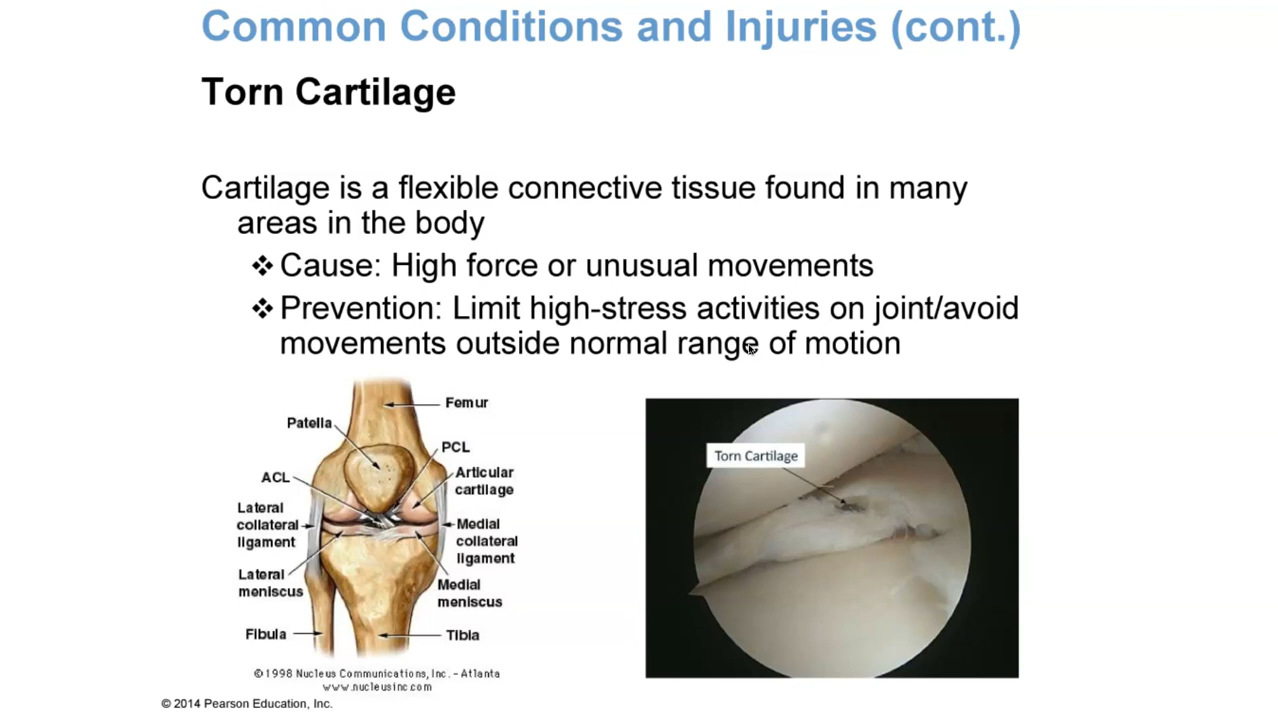 Common Conditions and Injuries (cont.)
Torn Cartilage
Cartilage is a flexible connective tissue found in many
areas in the body
❖ Cause: High force or unusual movements
❖ Prevention: Limit high-stress activities on joint/avoid
movements outside normal range of motion
Femur
Patella
PCL
ACL
Articular
cartilage
Lateral
collateral
ligament
Medial
collateral
ligament
Lateral
meniscus
Medial
meniscus
Fibula
Tibia
©1998 Nucleus Communications, Inc. - Atlanta
www.nucleusinc.com
Torn Cartilage
© 2014 Pearson Education, Inc.